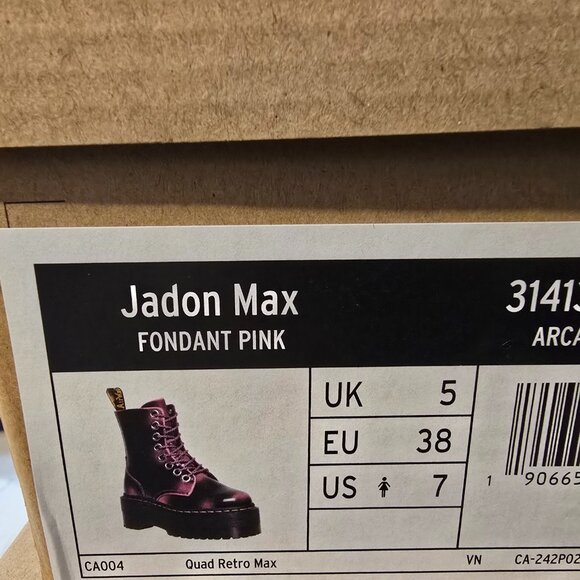 Jadon Max
FONDANT PINK
3141
ARCA
UK 5
EU 38
US 7
1 90665
CA004
Quad Retro Max
VN
CA-242P02